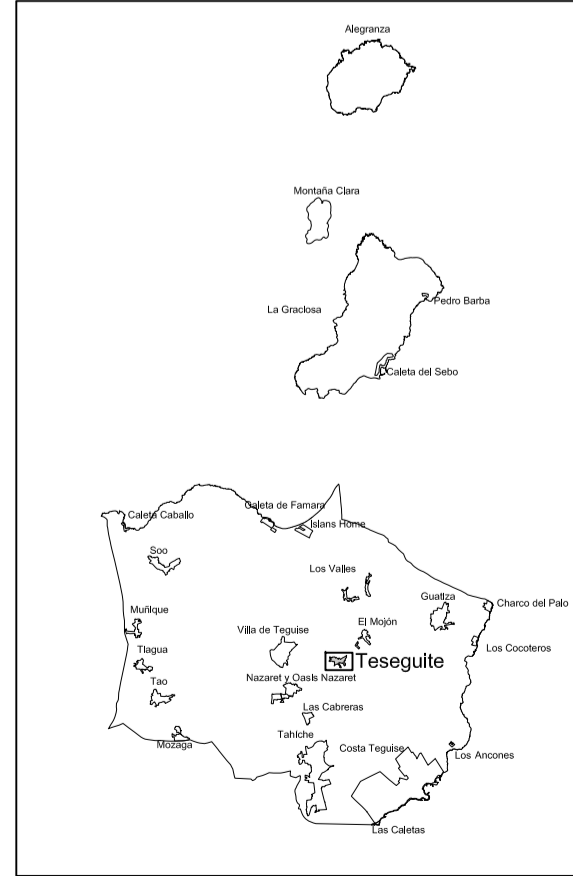 Alegranza
Montaña Clara
Pedro Barba
La Graciosa
Caleta del Sebo
Caleta de Famara
Caleta Caballo
Islans Home
Soo
Los Valles
Guatiza
Charco del Palo
Muñique
El Mojón
Villa de Teguise
Los Cocoteros
Tiagua
Teseguite
Nazaret y Oasis Nazaret
Tao
Las Cabreras
Tahiche
Mozaga
Costa Teguise
Los Ancones
Las Caletas